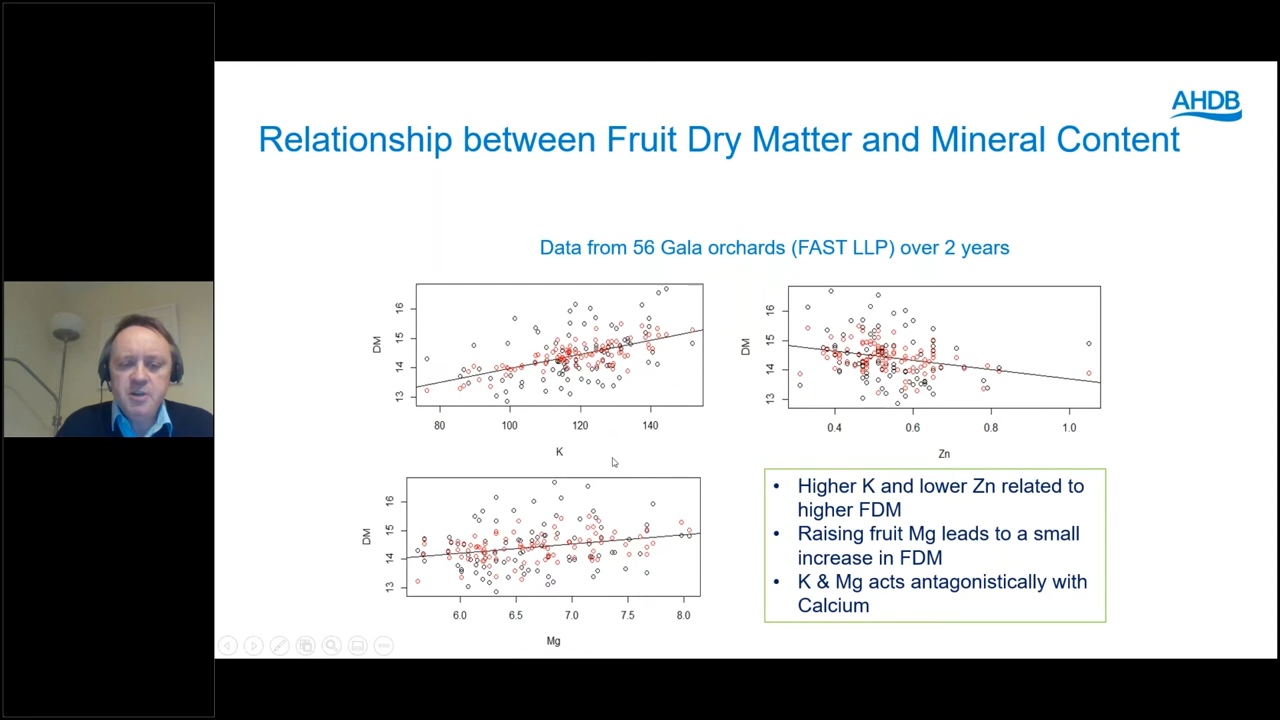 AHDB
Relationship between Fruit Dry Matter and Mineral Content
Data from 56 Gala orchards (FAST LLP) over 2 years
DM
16
15
14
13
80 100 120 140
K
DM
16
15
14
13
0.4 0.6 0.8 1.0
Zn
DM
16
15
14
13
6.0 6.5 7.0 7.5 8.0
Mg
• Higher K and lower Zn related to
higher FDM
• Raising fruit Mg leads to a small
increase in FDM
• K & Mg acts antagonistically with
Calcium